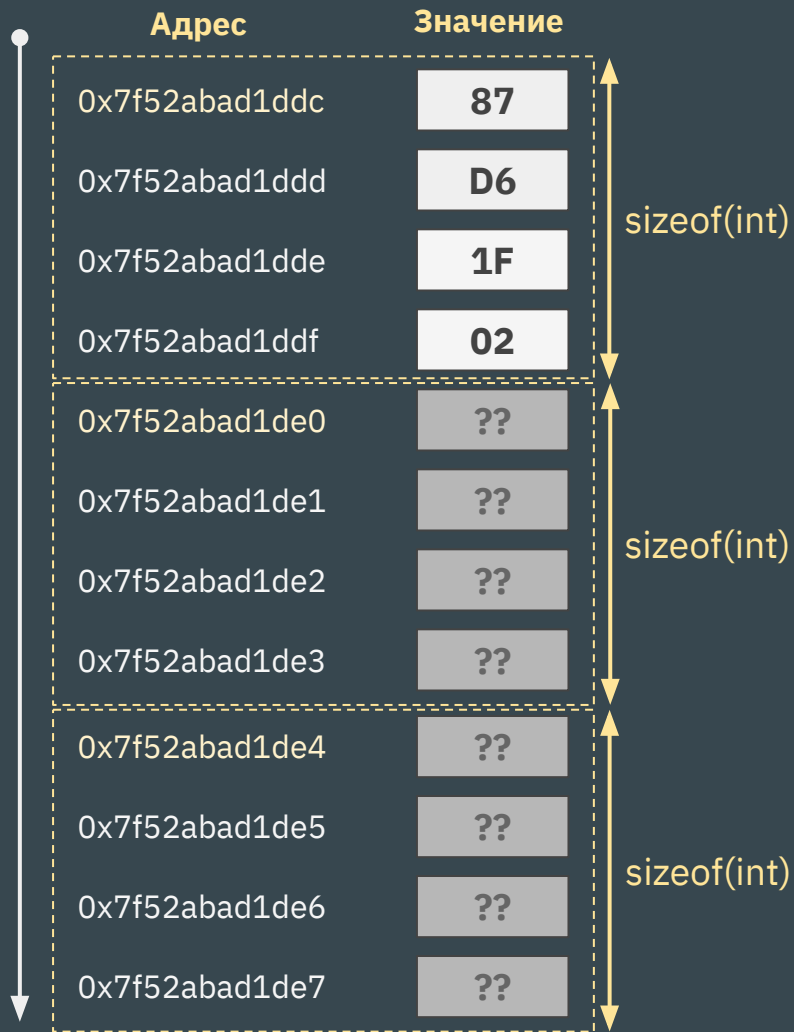 Адрес Значение
0x7f52abad1ddc 87
0x7f52abad1ddd D6
sizeof(int)
0x7f52abad1dde 1F
0x7f52abad1ddf 02
0x7f52abad1de0 ??
0x7f52abad1de1 ??
sizeof(int)
0x7f52abad1de2 ??
0x7f52abad1de3 ??
0x7f52abad1de4 ??
0x7f52abad1de5 ??
sizeof(int)
0x7f52abad1de6 ??
0x7f52abad1de7 ??